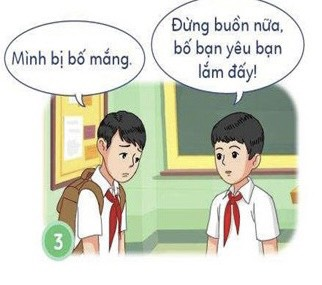 Mình bị bố mắng.
Đừng buồn nữa,
bố bạn yêu bạn
lắm đấy!
3